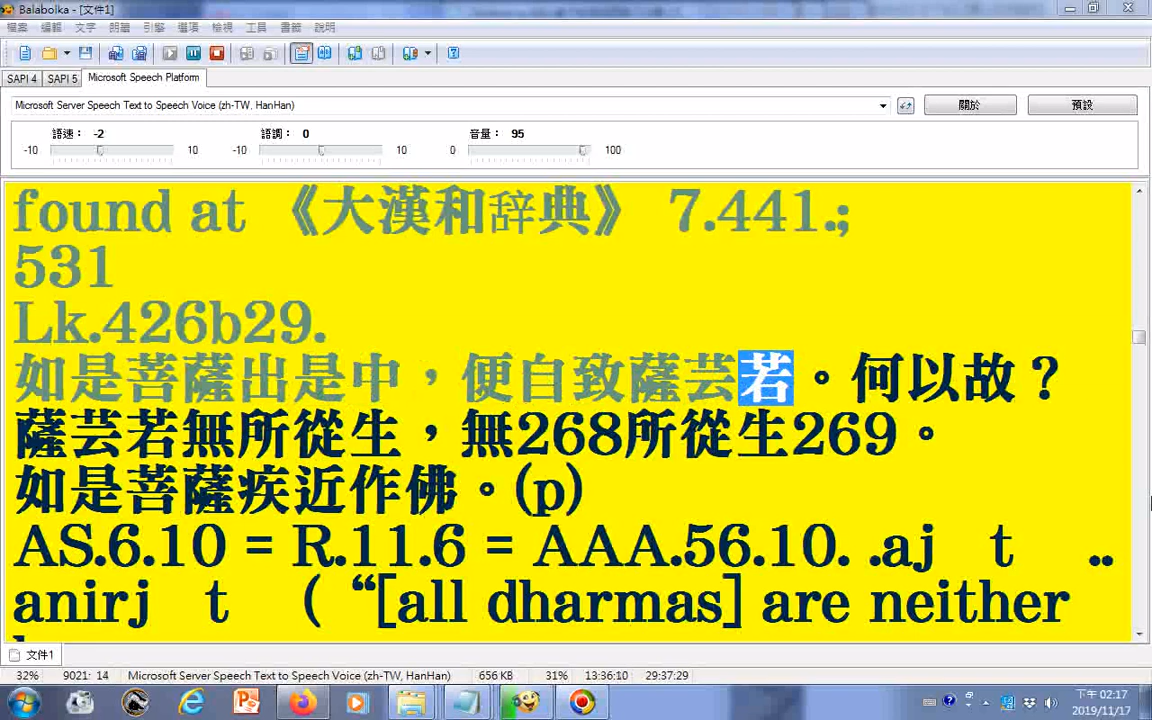 Balabolka - [文件1]
檔案 編輯 文字 朗讀 引擎 選項 檢視 工具 書籤 說明
SAPI 4 SAPI 5 Microsoft Speech Platform
Microsoft Server Speech Text to Speech Voice (zh-TW, HanHan) 關於 預設
語速： -2 語調： 0 音量： 95
-10 10 -10 10 0 100
found at 《大漢和辞典》 7.441.;
531
Lk.426b29.
如是菩薩出是中，便自致薩芸若。何以故？
薩芸若無所從生，無268所從生269。
如是菩薩疾近作佛。(p)
AS.6.10 = R.11.6 = AAA.56.10. .aj t ..
anirj t ( “[all dharmas] are neither
文件1
32% 9021: 14 Microsoft Server Speech Text to Speech Voice (zh-TW, HanHan) 656 KB 31% 13:36:10 29:37:29
下午 02:17
2019/11/17